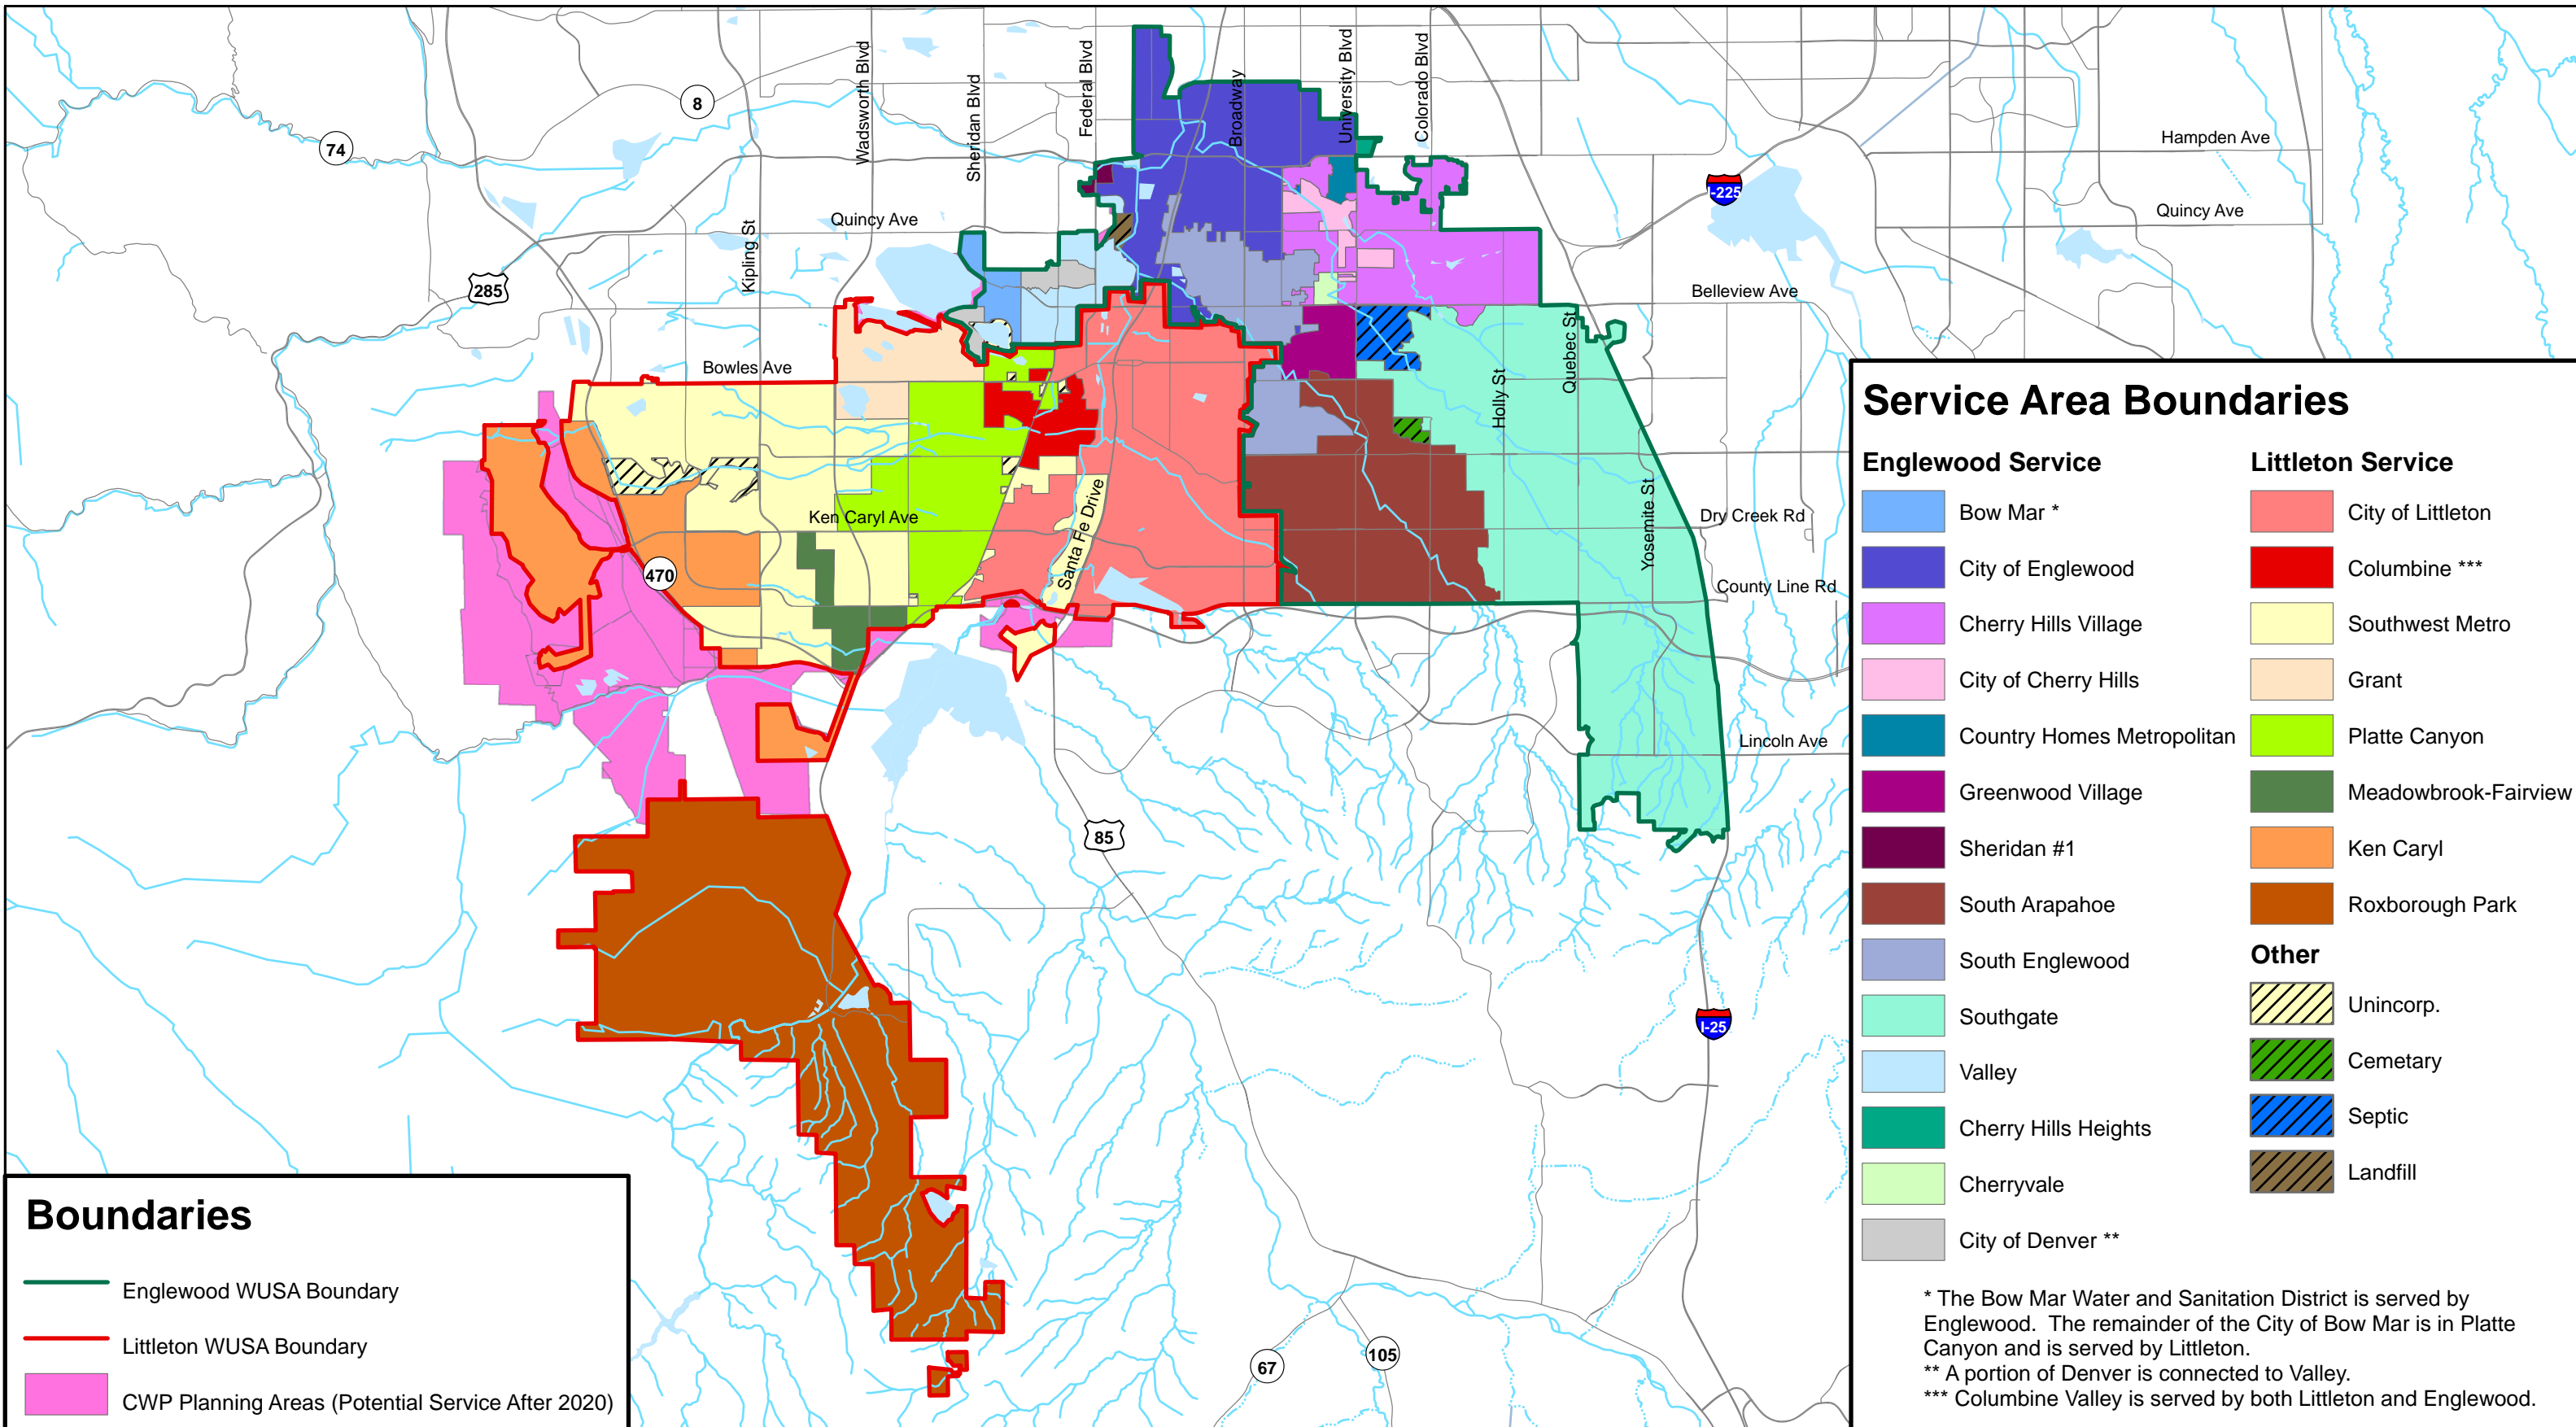 Wadsworth Blvd
Sheridan Blvd
Federal Blvd
Broadway
University Blvd
Colorado Blvd
8
74
Hampden Ave
I-225
Quincy Ave
Quincy Ave
Kipling St
285
Belleview Ave
Quebec St
Bowles Ave
Holly St
Yosemite St
Ken Caryl Ave
Santa Fe Drive
Dry Creek Rd
470
County Line Rd
Lincoln Ave
85
I-25
67
105
Service Area Boundaries
Englewood Service
Bow Mar *
City of Englewood
Cherry Hills Village
City of Cherry Hills
Country Homes Metropolitan
Greenwood Village
Sheridan #1
South Arapahoe
South Englewood
Southgate
Valley
Cherry Hills Heights
Cherryvale
City of Denver **
Littleton Service
City of Littleton
Columbine ***
Southwest Metro
Grant
Platte Canyon
Meadowbrook-Fairview
Ken Caryl
Roxborough Park
Other
Unincorp.
Cemetary
Septic
Landfill
* The Bow Mar Water and Sanitation District is served by
Englewood. The remainder of the City of Bow Mar is in Platte
Canyon and is served by Littleton.
** A portion of Denver is connected to Valley.
*** Columbine Valley is served by both Littleton and Englewood.
Boundaries
Englewood WUSA Boundary
Littleton WUSA Boundary
CWP Planning Areas (Potential Service After 2020)